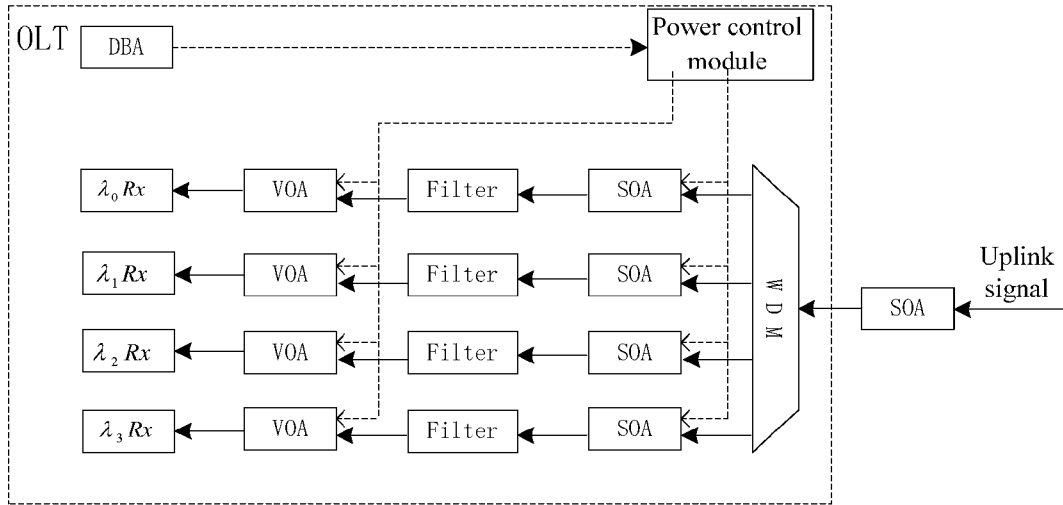 OLT
DBA
Power control
module
λ0 Rx
VOA
Filter
SOA
λ1 Rx
VOA
Filter
SOA
λ2 Rx
VOA
Filter
SOA
λ3 Rx
VOA
Filter
SOA
WDM
SOA
Uplink
signal